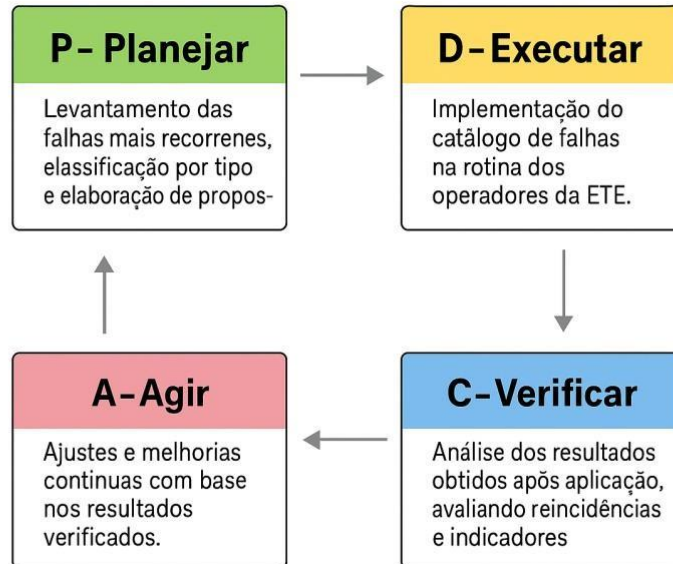 P – Planejar
Levantamento das
falhas mais recorrenes,
elassificação por tipo
e elaboração de propos-
D – Executar
Implementação do
catãlogo de falhas
na rotina dos
operadores da ETE.
C – Verificar
Análise dos resultados
obtidos após aplicação,
avaliando reincidências
e indicadores
A – Agir
Ajustes e melhorias
continuas com base
nos resultados
verificados.